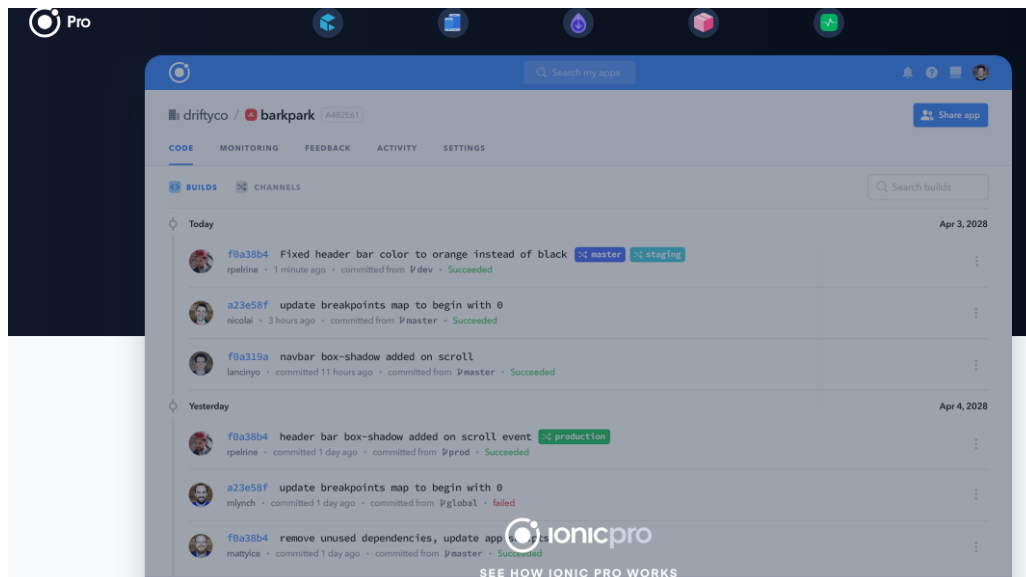 Pro
Search my apps
driftyco / barkpark A482E61
Share app
CODE MONITORING FEEDBACK ACTIVITY SETTINGS
BUILDS CHANNELS
Search builds
Today Apr 3, 2028
f0a38b4 Fixed header bar color to orange instead of black master staging
rpelrine • 1 minute ago • committed from dev • Succeeded
a23e58f update breakpoints map to begin with 0
nicolai • 3 hours ago • committed from master • Succeeded
f0a319a navbar box-shadow added on scroll
lancinyo • committed 11 hours ago • committed from master • Succeeded
Yesterday Apr 4, 2028
f0a38b4 header bar box-shadow added on scroll event production
rpelrine • committed 1 day ago • committed from prod • Succeeded
a23e58f update breakpoints map to begin with 0
mlynch • committed 1 day ago • committed from global • failed
f0a38b4 remove unused dependencies, update app scripts
ionicpro
mattyice • committed 1 day ago • committed from master • Succeeded
SEE HOW IONIC PRO WORKS